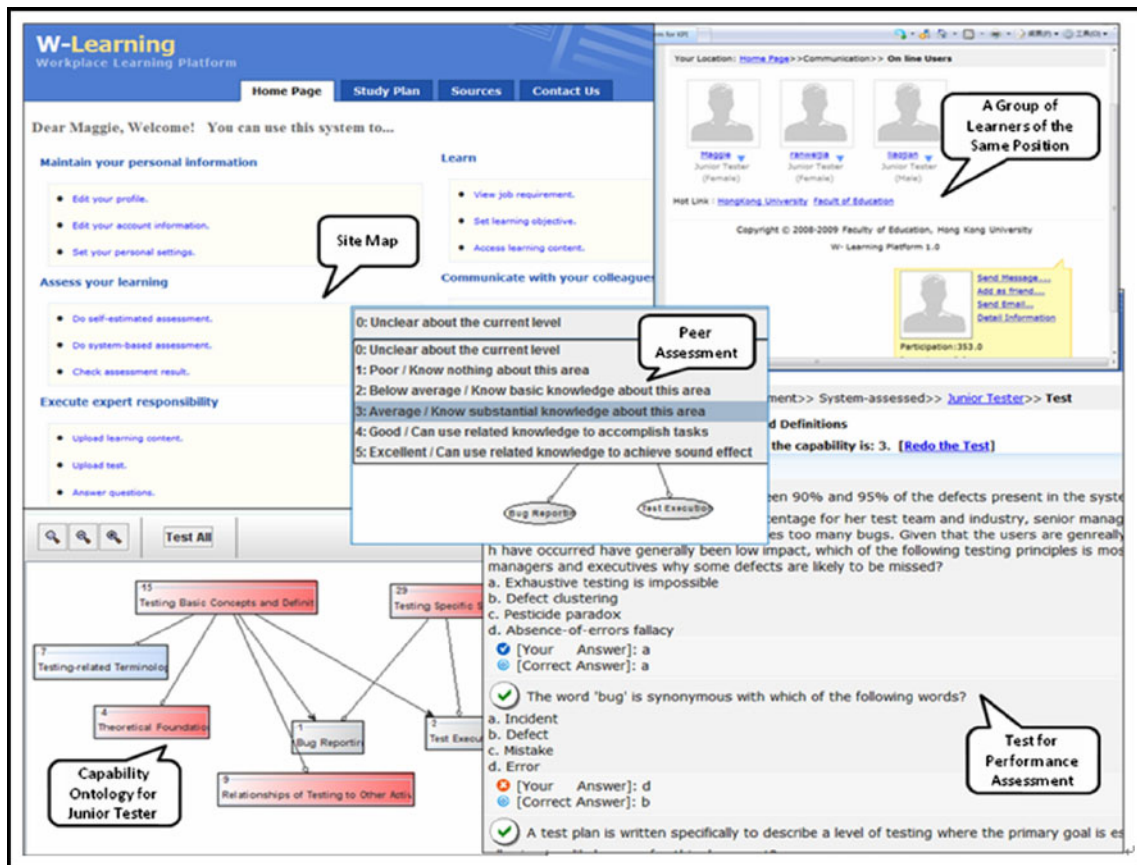 W-Learning
Workplace Learning Platform
Home Page Study Plan Sources Contact Us
Dear Maggie, Welcome! You can use this system to...
Maintain your personal information
Edit your profile.
Edit your account information.
Set your personal settings.
Assess your learning
Do self-estimated assessment.
Do system-based assessment.
Check assessment result.
Execute expert responsibility
Upload learning content.
Upload test.
Answer questions.
Learn
View job requirement.
Set learning objective.
Access learning content.
Communicate with your colleagues
Site Map
Your Location: Home Page>>Communication>> On line Users
Maggie
Junior Tester
(Female)
Junior Tester
(Female)
Junior Tester
(Male)
Hot Link : HongKong University Facult of Education
Copyright © 2008-2009 Faculty of Education, Hong Kong University
W- Learning Platform 1.0
Send Message....
Add as friend....
Send Email...
Detail Information
Participation:353.0
A Group of
Learners of the
Same Position
0: Unclear about the current level
0: Unclear about the current level
1: Poor / Know nothing about this area
2: Below average / Know basic knowledge about this area
3: Average / Know substantial knowledge about this area
4: Good / Can use related knowledge to accomplish tasks
5: Excellent / Can use related knowledge to achieve sound effect
Bug Reportin
Test Execution
Peer
Assessment
ment>> System-assessed>> Junior Tester>> Test
d Definitions
the capability is: 3. [Redo the Test]
en 90% and 95% of the defects present in the syste
centage for her test team and industry, senior manag
es too many bugs. Given that the users are genreally
h have occurred have generally been low impact, which of the following testing principles is mos
managers and executives why some defects are likely to be missed?
a. Exhaustive testing is impossible
b. Defect clustering
c. Pesticide paradox
d. Absence-of-errors fallacy
[Your Answer]: a
[Correct Answer]: a
The word 'bug' is synonymous with which of the following words?
a. Incident
b. Defect
c. Mistake
d. Error
[Your Answer]: d
[Correct Answer]: b
A test plan is written specifically to describe a level of testing where the primary goal is es
Test for
Performance
Assessment
Test All
15
Testing Basic Concepts and Definit
29
Testing Specific S
7
Testing-related Terminolog
4
Theoretical Foundation
1
Bug Reportin
2
Test Execu
9
Relationships of Testing to Other Activ
Capability
Ontology for
Junior Tester